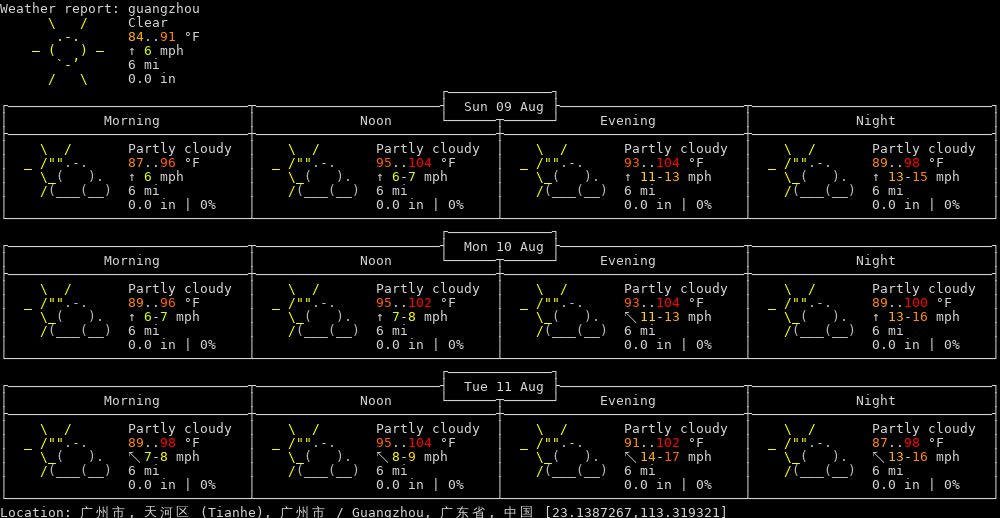 Weather report: guangzhou
Clear
84..91 °F
↑ 6 mph
6 mi
0.0 in
Sun 09 Aug
Morning Noon Evening Night
Partly cloudy Partly cloudy Partly cloudy Partly cloudy
87..96 °F 95..104 °F 93..104 °F 89..98 °F
↑ 6 mph ↑ 6-7 mph ↑ 11-13 mph ↑ 13-15 mph
6 mi 6 mi 6 mi 6 mi
0.0 in | 0% 0.0 in | 0% 0.0 in | 0% 0.0 in | 0%
Mon 10 Aug
Morning Noon Evening Night
Partly cloudy Partly cloudy Partly cloudy Partly cloudy
89..96 °F 95..102 °F 93..104 °F 89..100 °F
↑ 6-7 mph ↑ 7-8 mph ↖ 11-13 mph ↑ 13-16 mph
6 mi 6 mi 6 mi 6 mi
0.0 in | 0% 0.0 in | 0% 0.0 in | 0% 0.0 in | 0%
Tue 11 Aug
Morning Noon Evening Night
Partly cloudy Partly cloudy Partly cloudy Partly cloudy
89..98 °F 95..104 °F 91..102 °F 87..98 °F
↖ 7-8 mph ↖ 8-9 mph ↖ 14-17 mph ↖ 13-16 mph
6 mi 6 mi 6 mi 6 mi
0.0 in | 0% 0.0 in | 0% 0.0 in | 0% 0.0 in | 0%
Location: 广州市, 天河区 (Tianhe), 广州市 / Guangzhou, 广东省, 中国 [23.1387267,113.319321]